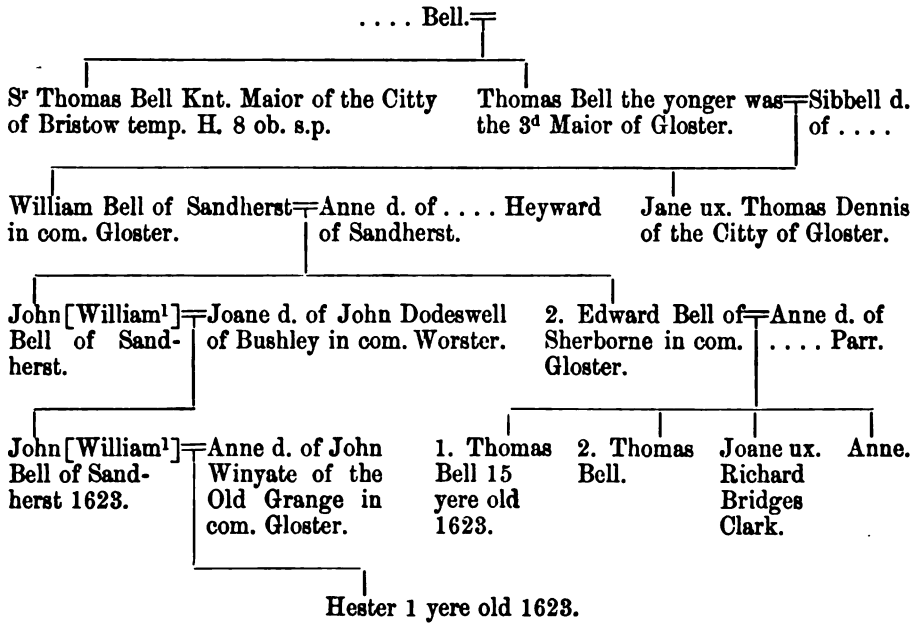 . . . . Bell.
Sr Thomas Bell Knt. Maior of the Citty
of Bristow temp. H. 8 ob. s.p.
Thomas Bell the yonger was
the 3d Maior of Gloster.
Sibbell d.
of . . . .
William Bell of Sandherst
in com. Gloster.
Anne d. of . . . . Heyward
of Sandherst.
Jane ux. Thomas Dennis
of the Citty of Gloster.
John [William1]
Bell of Sand-
herst.
Joane d. of John Dodeswell
of Bushley in com. Worster.
2. Edward Bell of
Sherborne in com.
Gloster.
Anne d. of
. . . . Parr.
John [William1]
Bell of Sand-
herst 1623.
Anne d. of John
Winyate of the
Old Grange in
com. Gloster.
1. Thomas
Bell 15
yere old
1623.
2. Thomas
Bell.
Joane ux.
Richard
Bridges
Clark.
Anne.
Hester 1 yere old 1623.